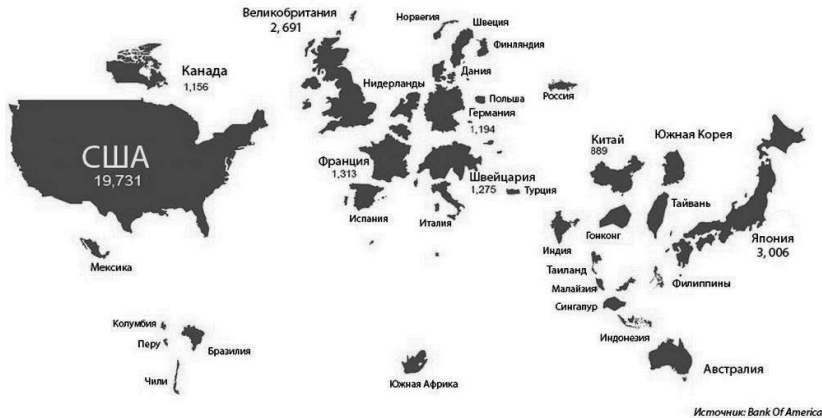 Великобритания
2, 691
Норвегия
Швеция
Финляндия
Дания
Канада
1,156
Нидерланды
Польша
Германия
1,194
Россия
США
19,731
Франция
1,313
Швейцария
1,275
Турция
Испания
Италия
Китай
889
Южная Корея
Тайвань
Гонконг
Япония
3, 006
Индия
Таиланд
Малайзия
Филиппины
Сингапур
Индонезия
Австралия
Мексика
Колумбия
Перу
Бразилия
Чили
Южная Африка
Источник: Bank Of America